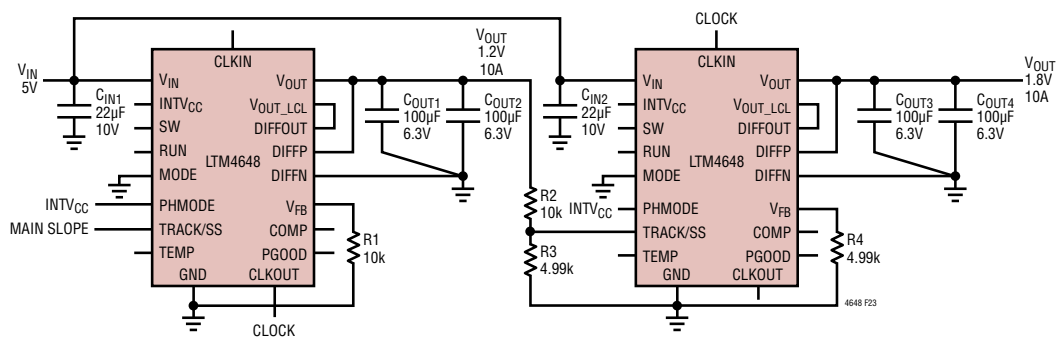 CLOCK
VOUT
1.2V
10A
CLKIN
CLKIN
VOUT
1.8V
10A
VIN
5V
CIN1
22µF
10V
VIN
INTVCC
SW
RUN
MODE
PHMODE
TRACK/SS
TEMP
GND
LTM4648
VOUT
VOUT_LCL
DIFFOUT
DIFFP
DIFFN
VFB
COMP
PGOOD
CLKOUT
INTVCC
MAIN SLOPE
COUT1
100µF
6.3V
COUT2
100µF
6.3V
R1
10k
CLOCK
R2
10k
R3
4.99k
CIN2
22µF
10V
VIN
INTVCC
SW
RUN
MODE
PHMODE
TRACK/SS
TEMP
GND
LTM4648
VOUT
VOUT_LCL
DIFFOUT
DIFFP
DIFFN
VFB
COMP
PGOOD
CLKOUT
INTVCC
COUT3
100µF
6.3V
COUT4
100µF
6.3V
R4
4.99k
4648 F23